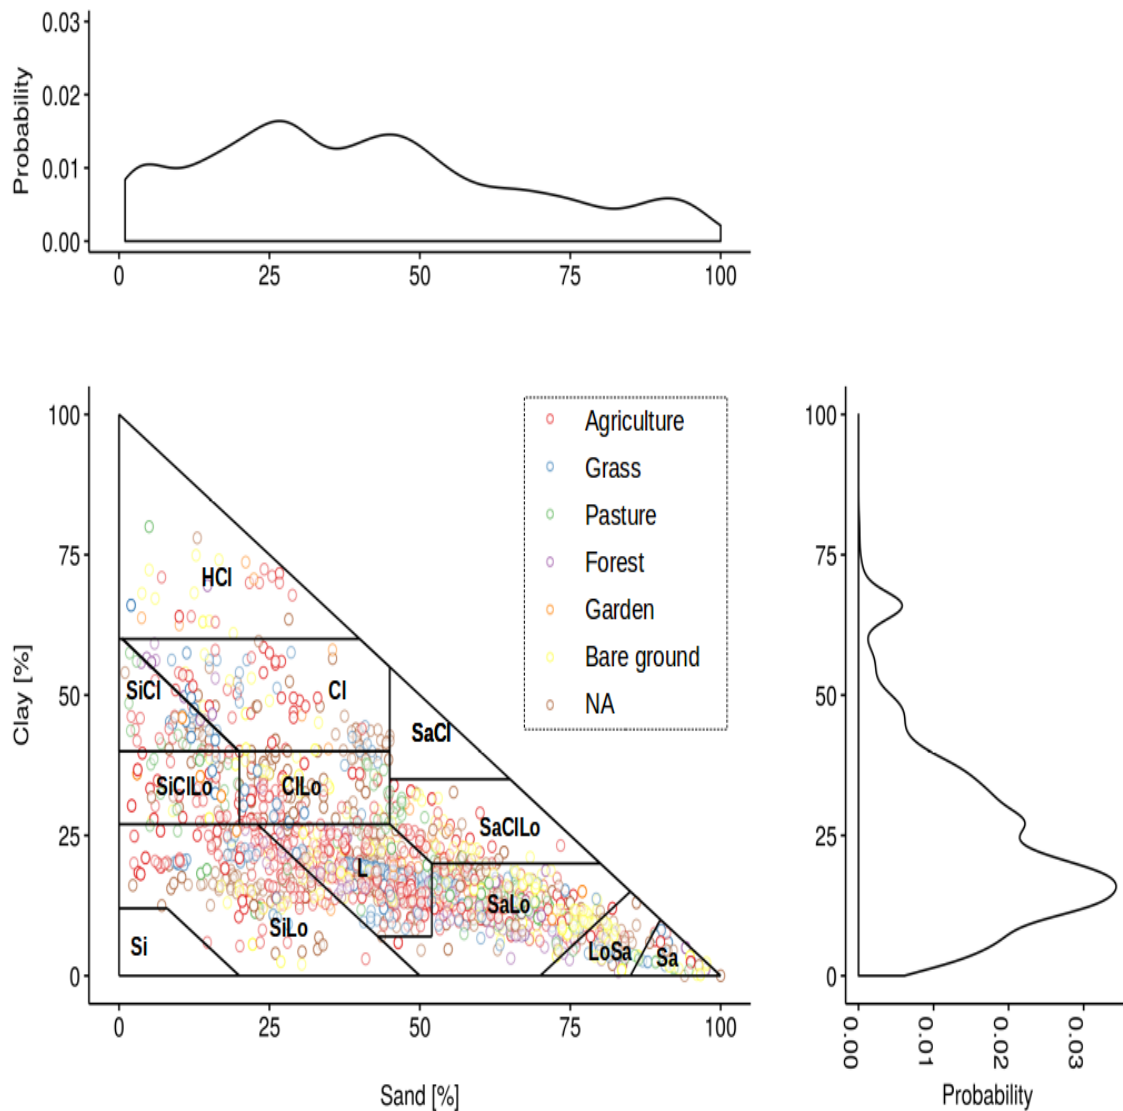 0.03
0.02
0.01
0.00
Probability
0 25 50 75 100
100
75
50
25
0
Clay [%]
Agriculture
Grass
Pasture
Forest
Garden
Bare ground
NA
HCl
SiCl
Cl
SaCl
SiClLo
ClLo
SaClLo
L
SaLo
SiLo
Si
LoSa
Sa
0 25 50 75 100
Sand [%]
100
75
50
25
0
0.00 0.01 0.02 0.03
Probability